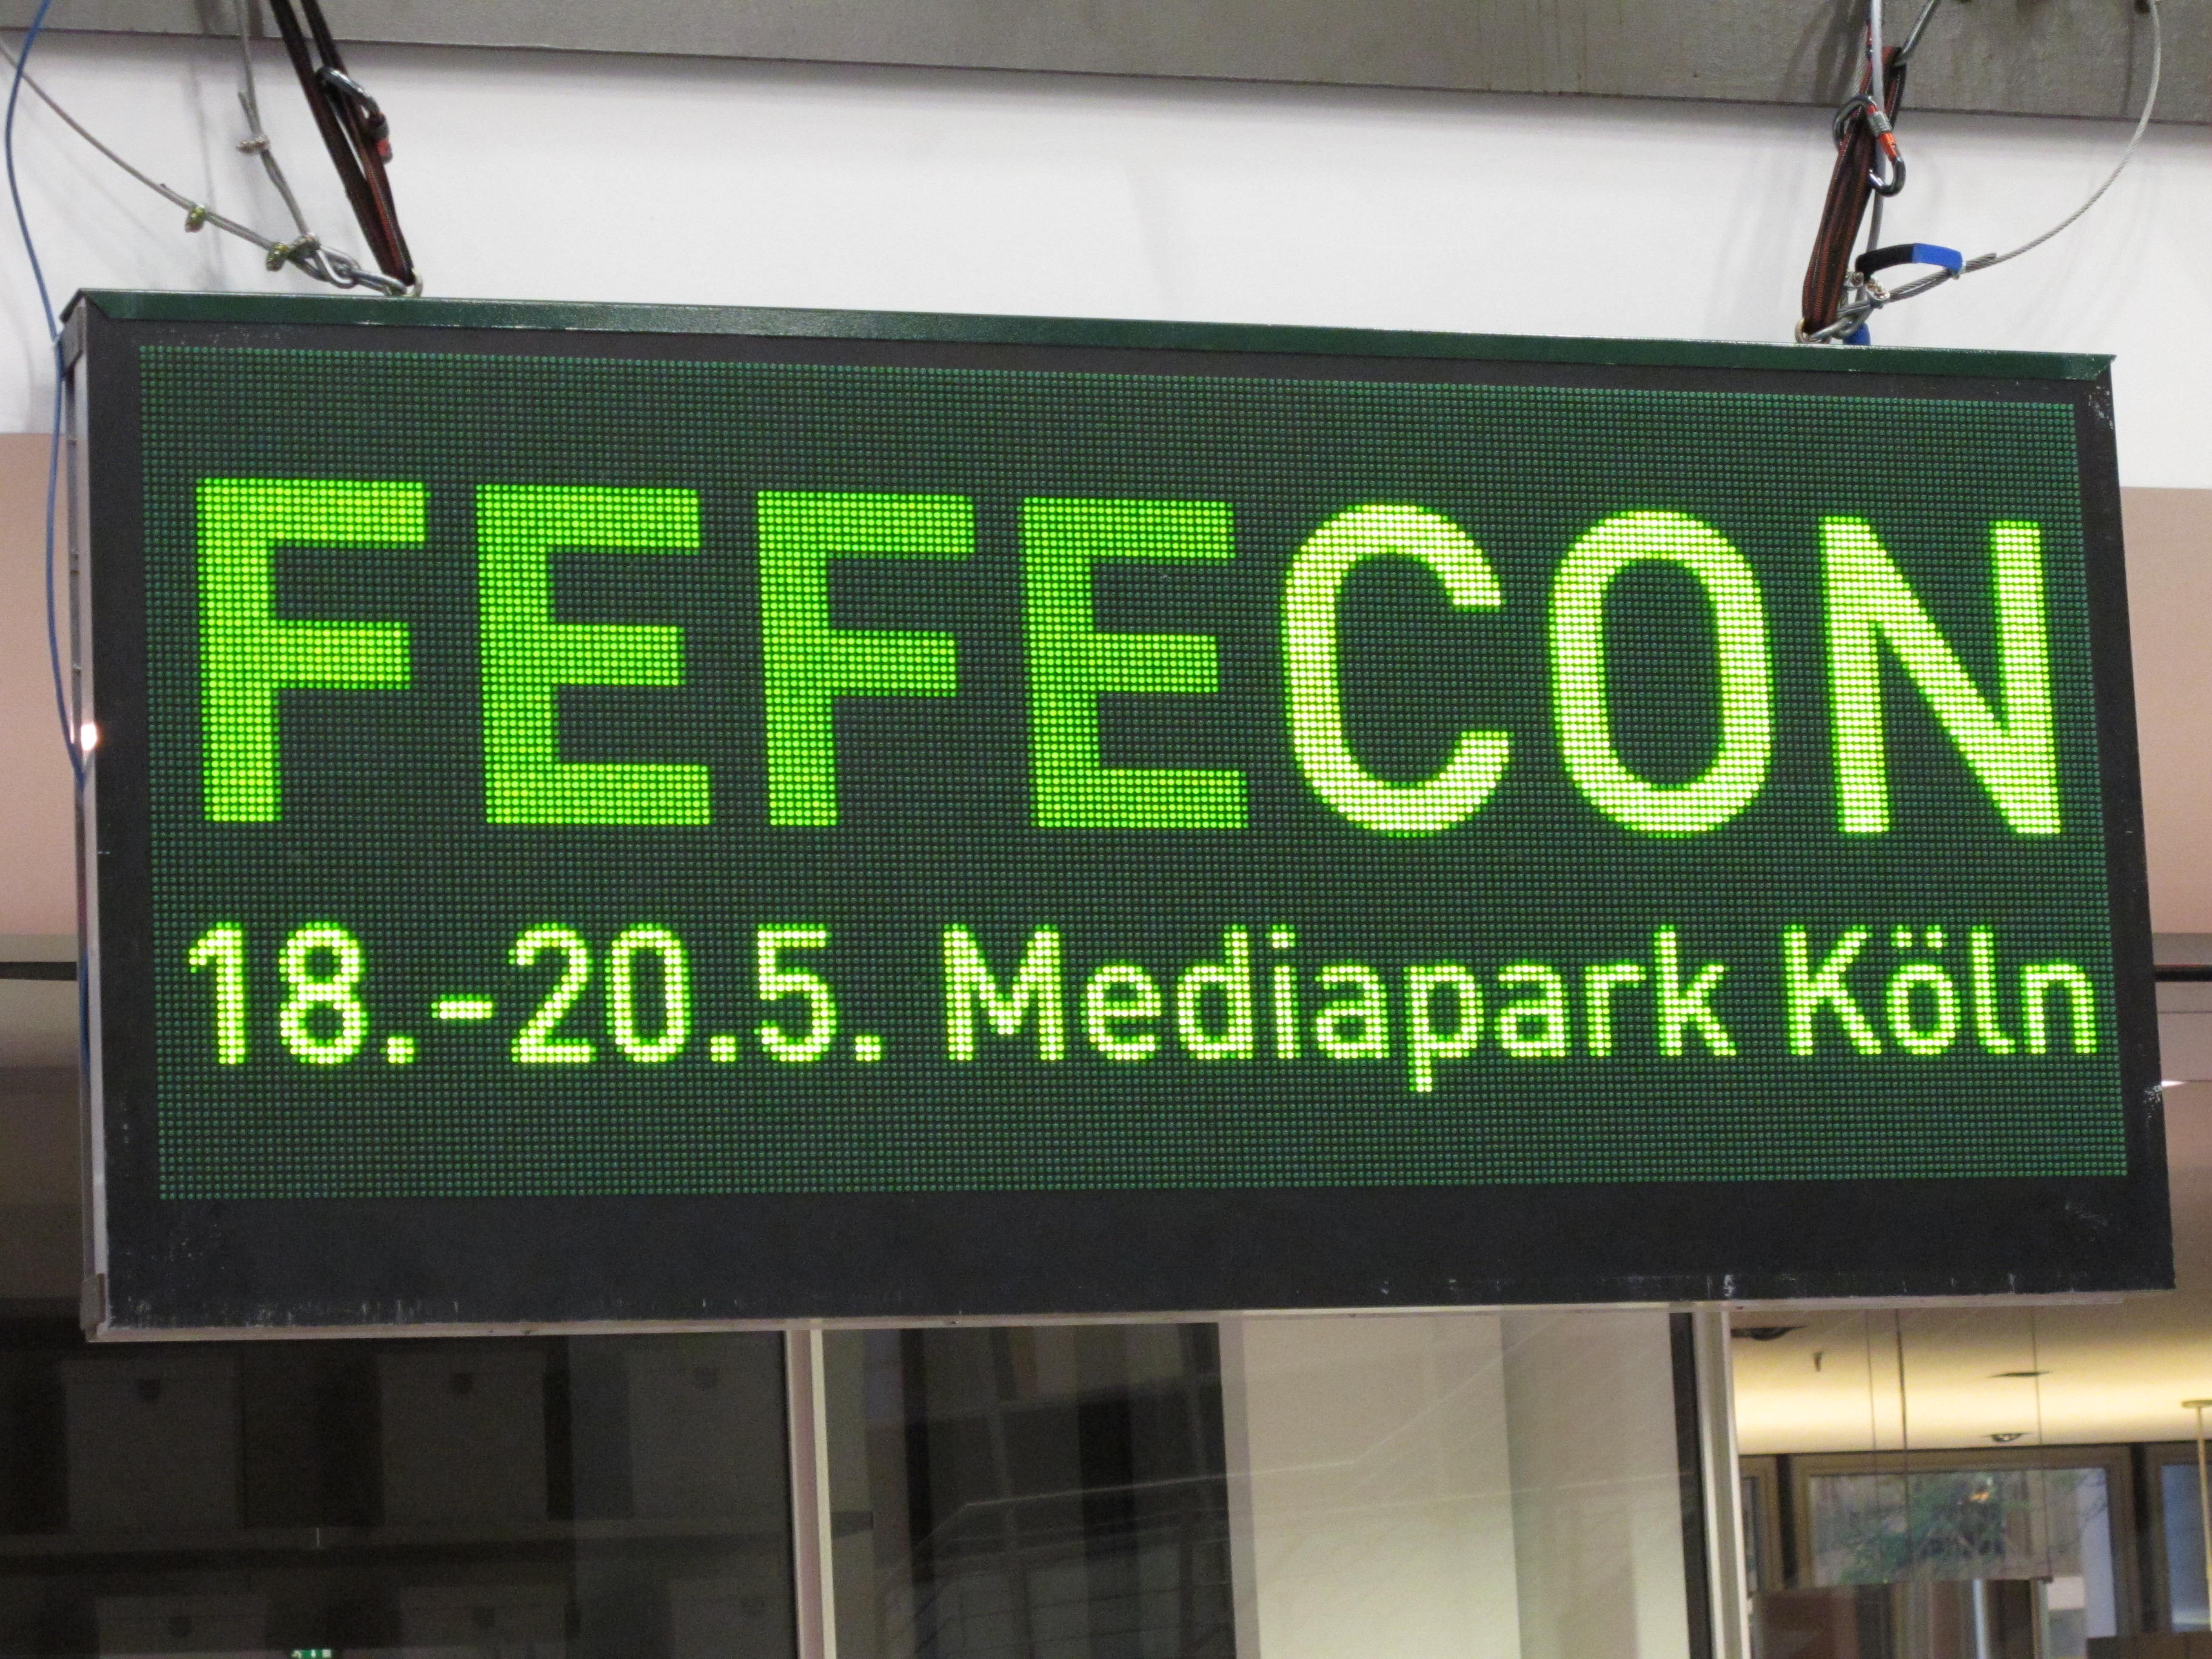 FEFECON
18.-20.5. Mediapark Köln